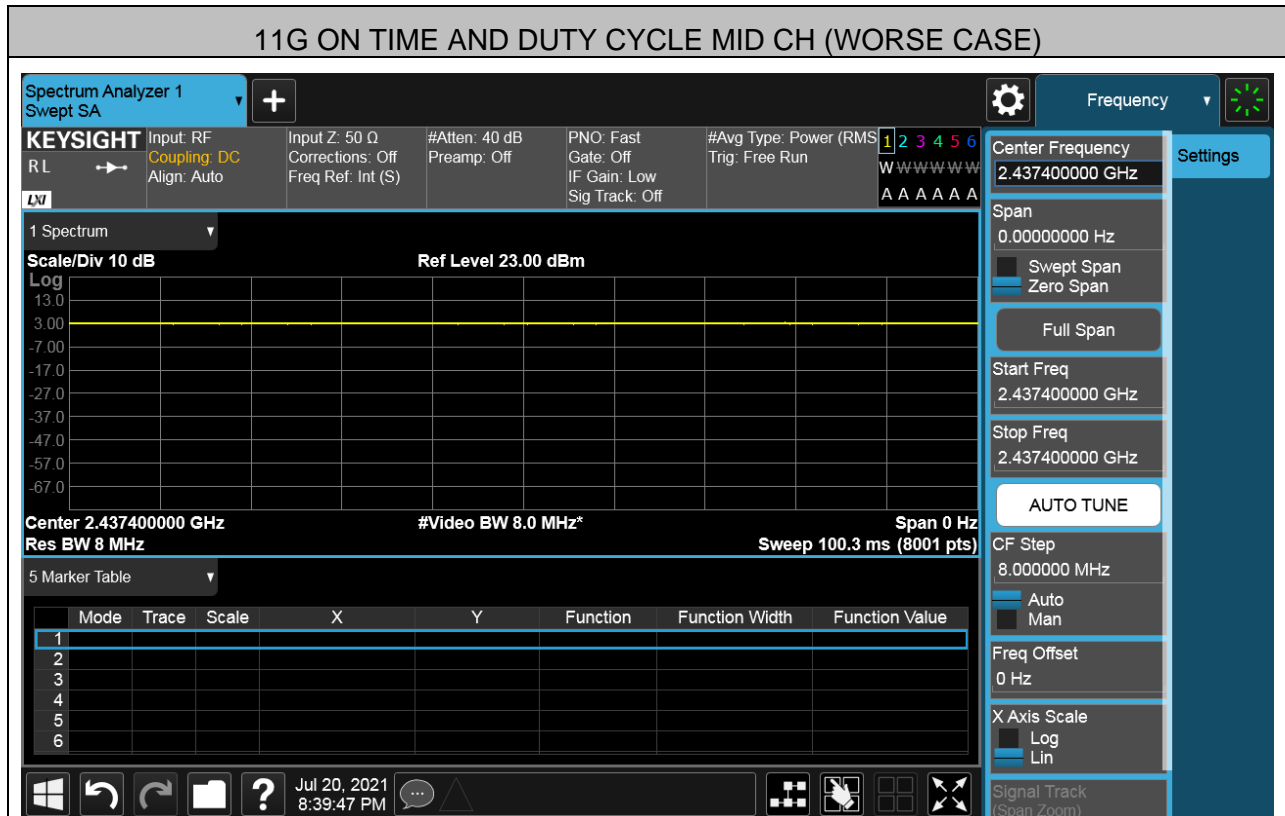 11G ON TIME AND DUTY CYCLE MID CH (WORSE CASE)
Spectrum Analyzer 1
Swept SA
+
Frequency
KEYSIGHT
RL
LXI
Input: RF
Coupling: DC
Align: Auto
Input Z: 50 Ω
Corrections: Off
Freq Ref: Int (S)
#Atten: 40 dB
Preamp: Off
PNO: Fast
Gate: Off
IF Gain: Low
Sig Track: Off
#Avg Type: Power (RMS
Trig: Free Run
1 2 3 4 5 6
W W W W W W
A A A A A A
1 Spectrum
Scale/Div 10 dB
Ref Level 23.00 dBm
Log
13.0
3.00
-7.00
-17.0
-27.0
-37.0
-47.0
-57.0
-67.0
Center 2.437400000 GHz
#Video BW 8.0 MHz*
Span 0 Hz
Res BW 8 MHz
Sweep 100.3 ms (8001 pts)
5 Marker Table
Mode Trace Scale X Y Function Function Width Function Value
1
2
3
4
5
6
Center Frequency
2.437400000 GHz
Settings
Span
0.00000000 Hz
Swept Span
Zero Span
Full Span
Start Freq
2.437400000 GHz
Stop Freq
2.437400000 GHz
AUTO TUNE
CF Step
8.000000 MHz
Auto
Man
Freq Offset
0 Hz
X Axis Scale
Log
Lin
Signal Track
(Span Zoom)
?
Jul 20, 2021
8:39:47 PM